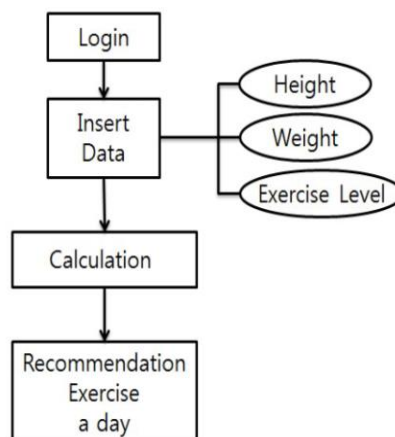 Login
Insert
Data
Height
Weight
Exercise Level
Calculation
Recommendation
Exercise
a day